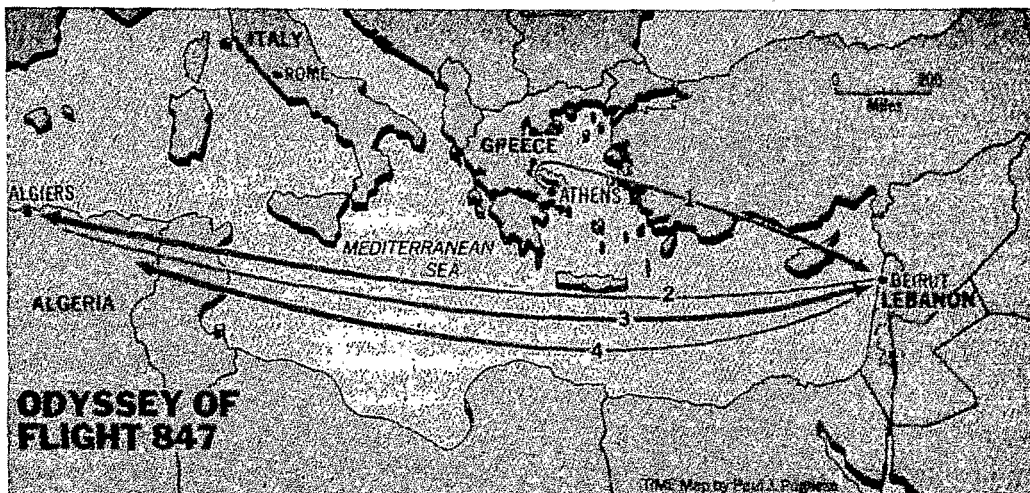 ITALY
ROME
0 200
Miles
GREECE
ATHENS
1
ALGIERS
MEDITERRANEAN
SEA
BEIRUT
LEBANON
2
ALGERIA
3
4
ODYSSEY OF
FLIGHT 847
TIME Map by Paul J. Pugliese